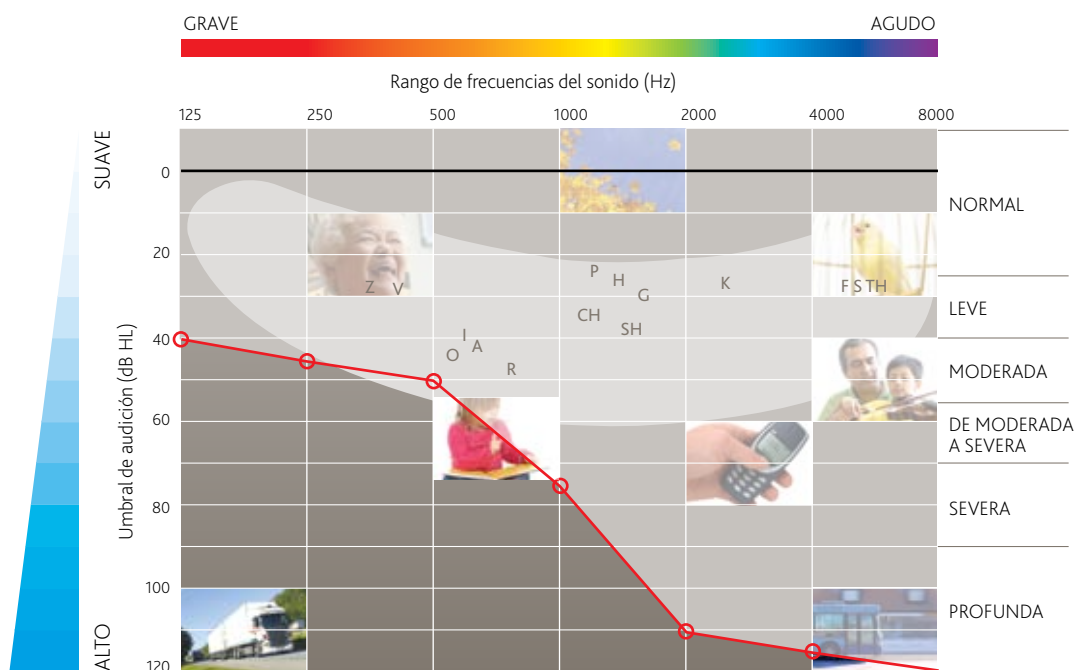 GRAVE AGUDO
Rango de frecuencias del sonido (Hz)
125 250 500 1000 2000 4000 8000
SUAVE
0
NORMAL
20
P H K F S TH
Z V G
LEVE
CH SH
40
I A
O
R
MODERADA
Umbral de audición (dB HL)
60
DE MODERADA
A SEVERA
80
SEVERA
100
PROFUNDA
ALTO
120